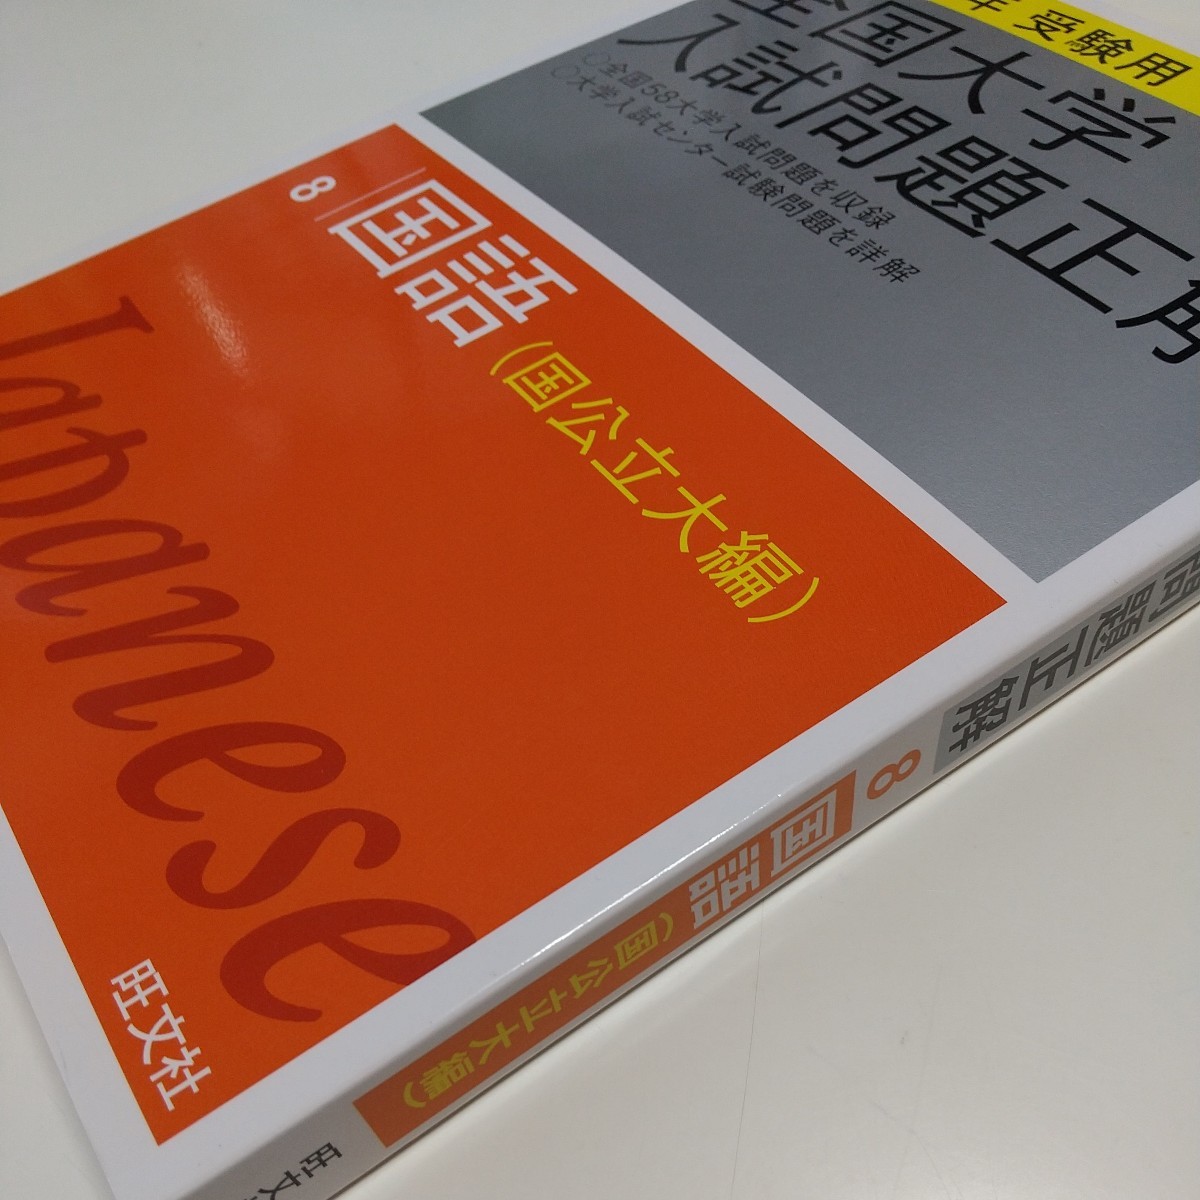 年 受験用
全国大学
入試問題正解
○全国58大学入試問題を収録
○大学入試センター試験問題を詳解
8
国語
(国公立大編)
Japanese
旺文社
問題正解
8
国語
(国公立大編)
旺文